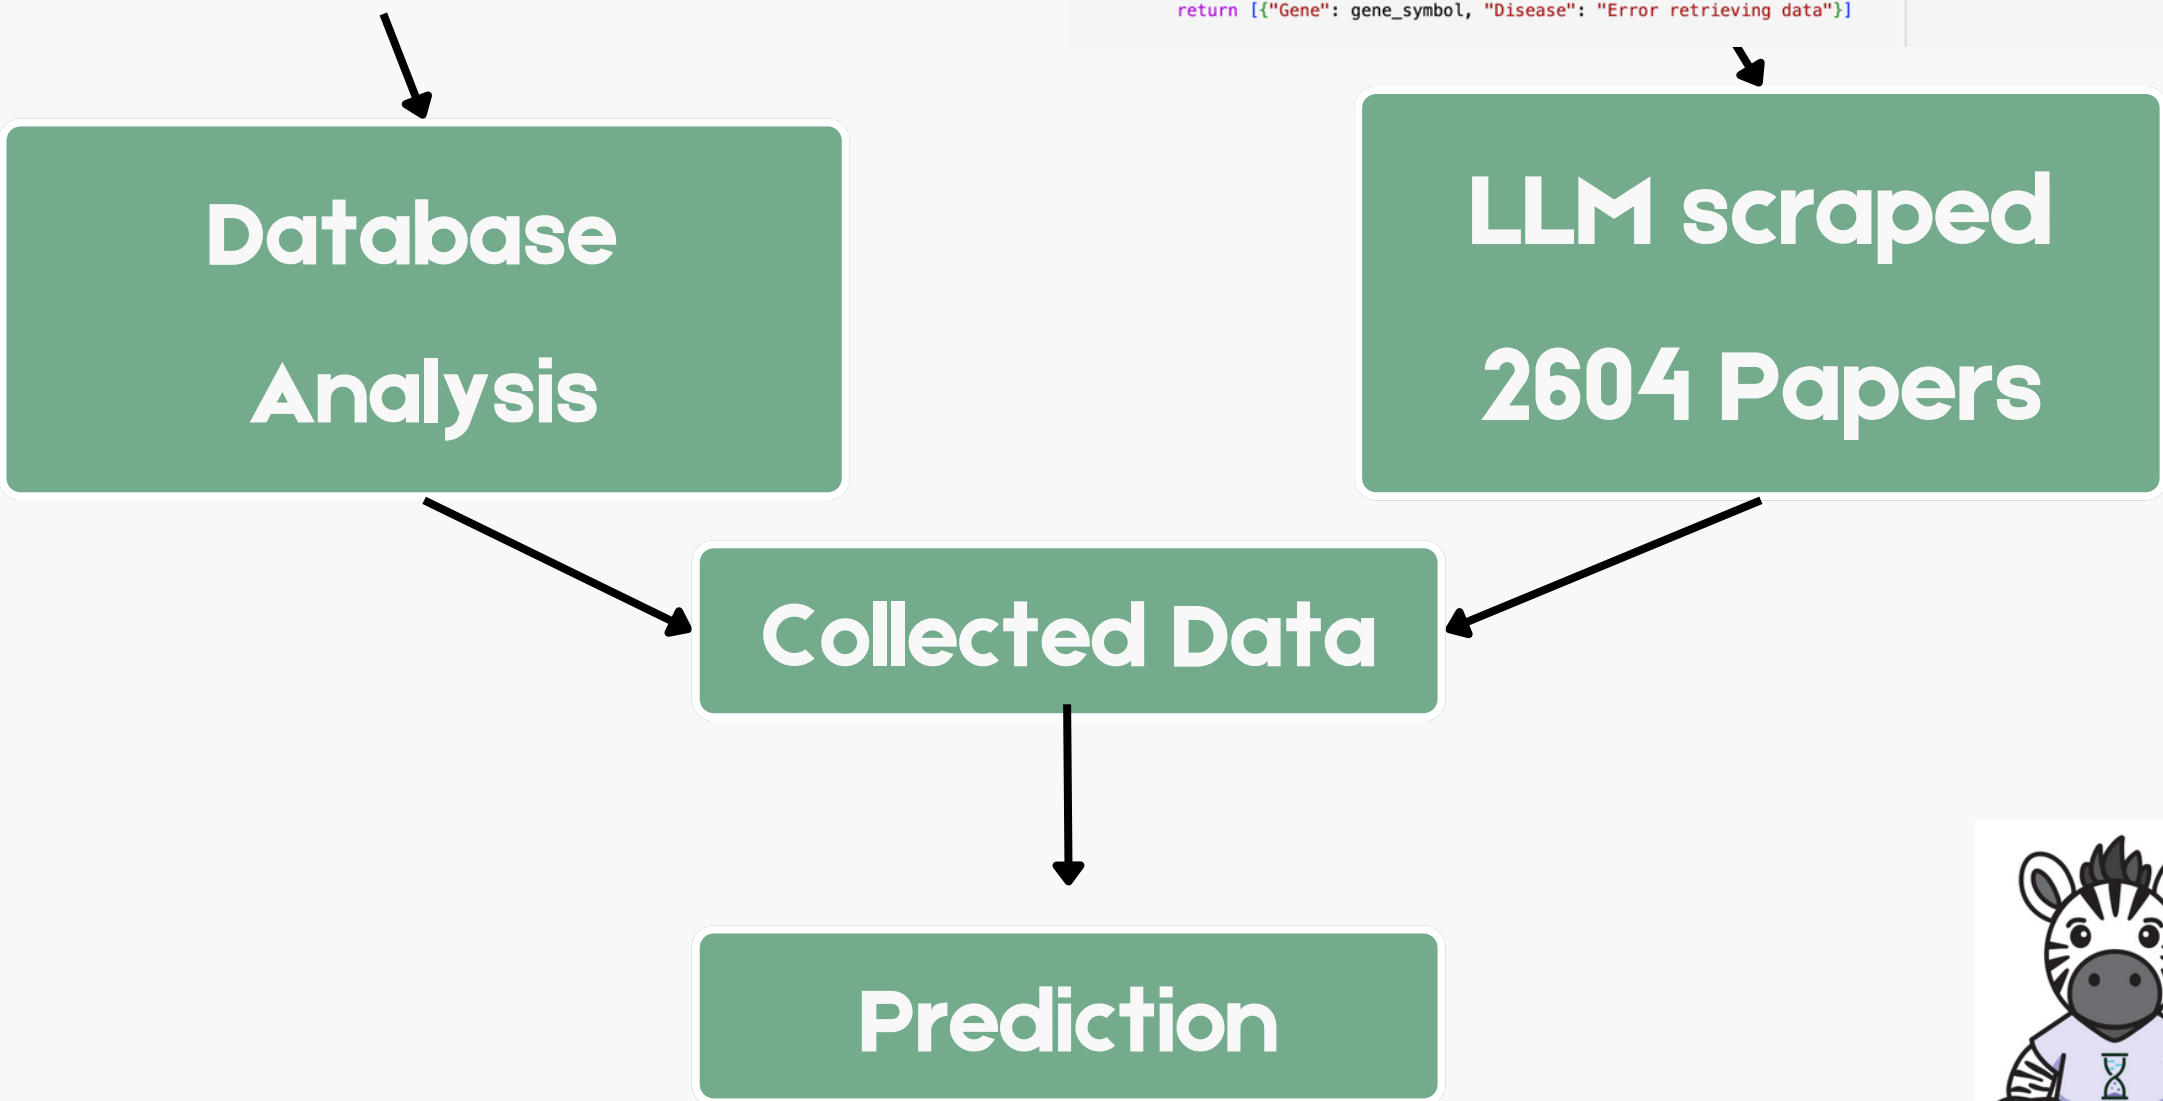 return [{"Gene": gene_symbol, "Disease": "Error retrieving data"}]
Database
Analysis
LLM scraped
2604 Papers
Collected Data
Prediction